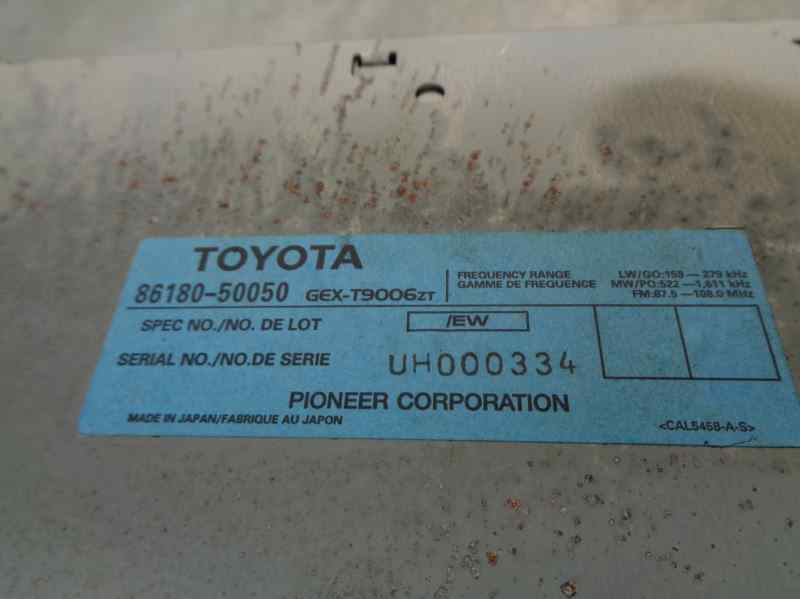 TOYOTA
86180-50050 GEX-T9006ZT
FREQUENCY RANGE LW/GO:153—279 kHz
GAMME DE FREQUENCE MW/PO:522—1,611 kHz
FM:87.5—108.0 MHz
SPEC NO./NO. DE LOT /EW
SERIAL NO./NO.DE SERIE UH000334
PIONEER CORPORATION
MADE IN JAPAN/FABRIQUE AU JAPON <CAL5458-A-S>